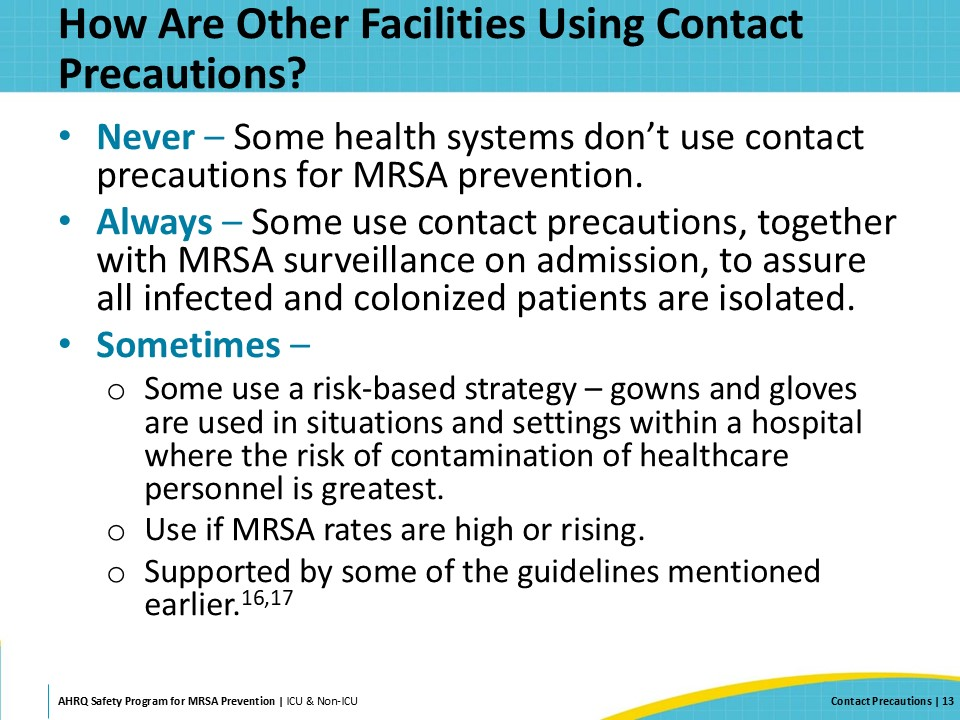 How Are Other Facilities Using Contact
Precautions?
• Never – Some health systems don’t use contact
precautions for MRSA prevention.
• Always – Some use contact precautions, together
with MRSA surveillance on admission, to assure
all infected and colonized patients are isolated.
• Sometimes –
o Some use a risk-based strategy – gowns and gloves
are used in situations and settings within a hospital
where the risk of contamination of healthcare
personnel is greatest.
o Use if MRSA rates are high or rising.
o Supported by some of the guidelines mentioned
earlier.16,17
AHRQ Safety Program for MRSA Prevention | ICU & Non-ICU
Contact Precautions | 13